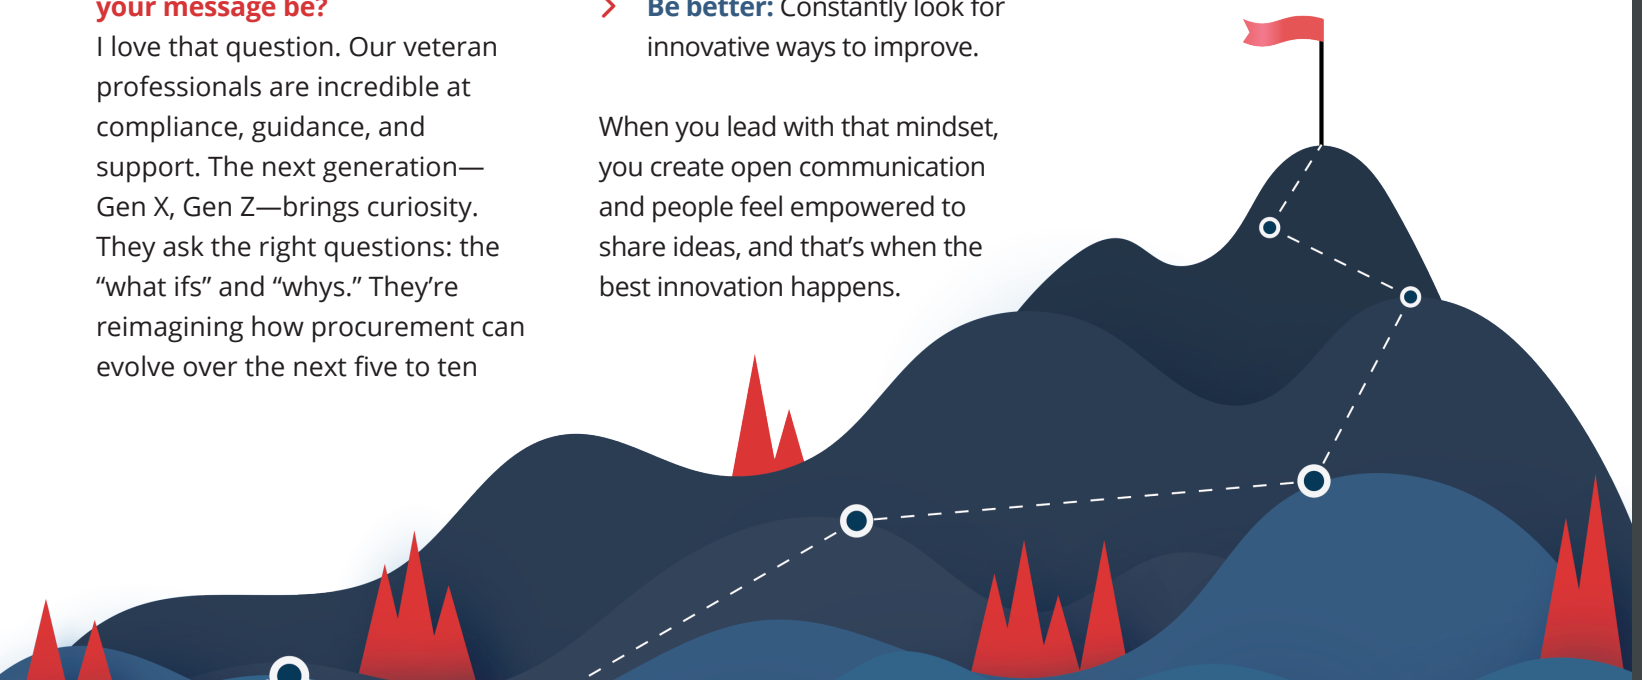 your message be?
I love that question. Our veteran
professionals are incredible at
compliance, guidance, and
support. The next generation—
Gen X, Gen Z—brings curiosity.
They ask the right questions: the
“what ifs” and “whys.” They’re
reimagining how procurement can
evolve over the next five to ten
Be better: Constantly look for
innovative ways to improve.
When you lead with that mindset,
you create open communication
and people feel empowered to
share ideas, and that’s when the
best innovation happens.